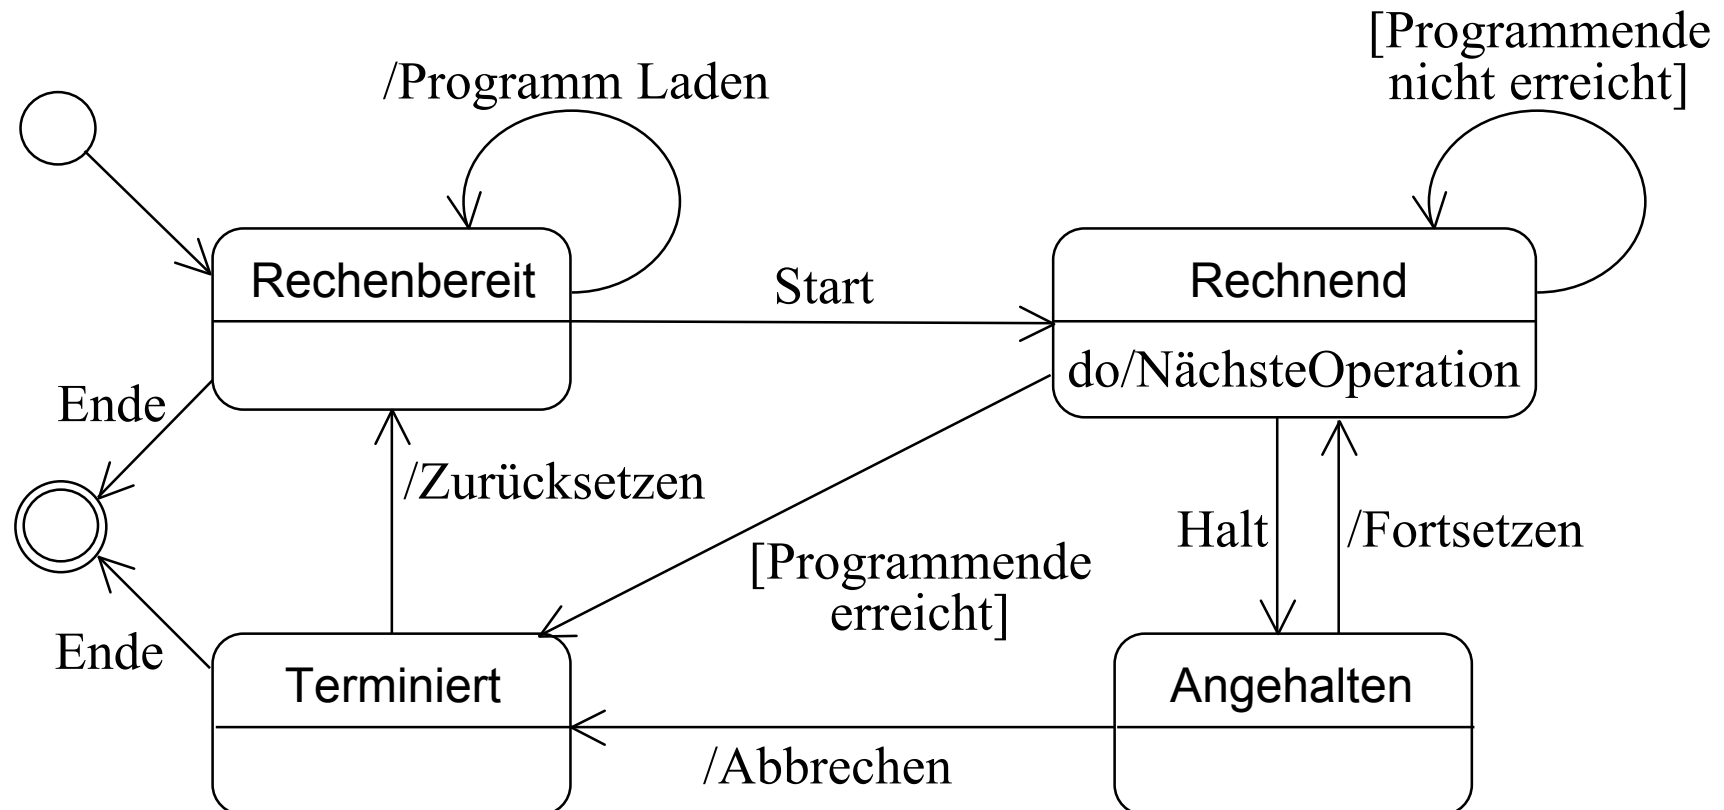 [Programmende
nicht erreicht]
/Programm Laden
Rechenbereit
Start
Rechnend
do/NächsteOperation
Ende
/Zurücksetzen
Halt
/Fortsetzen
[Programmende
erreicht]
Ende
Terminiert
Angehalten
/Abbrechen